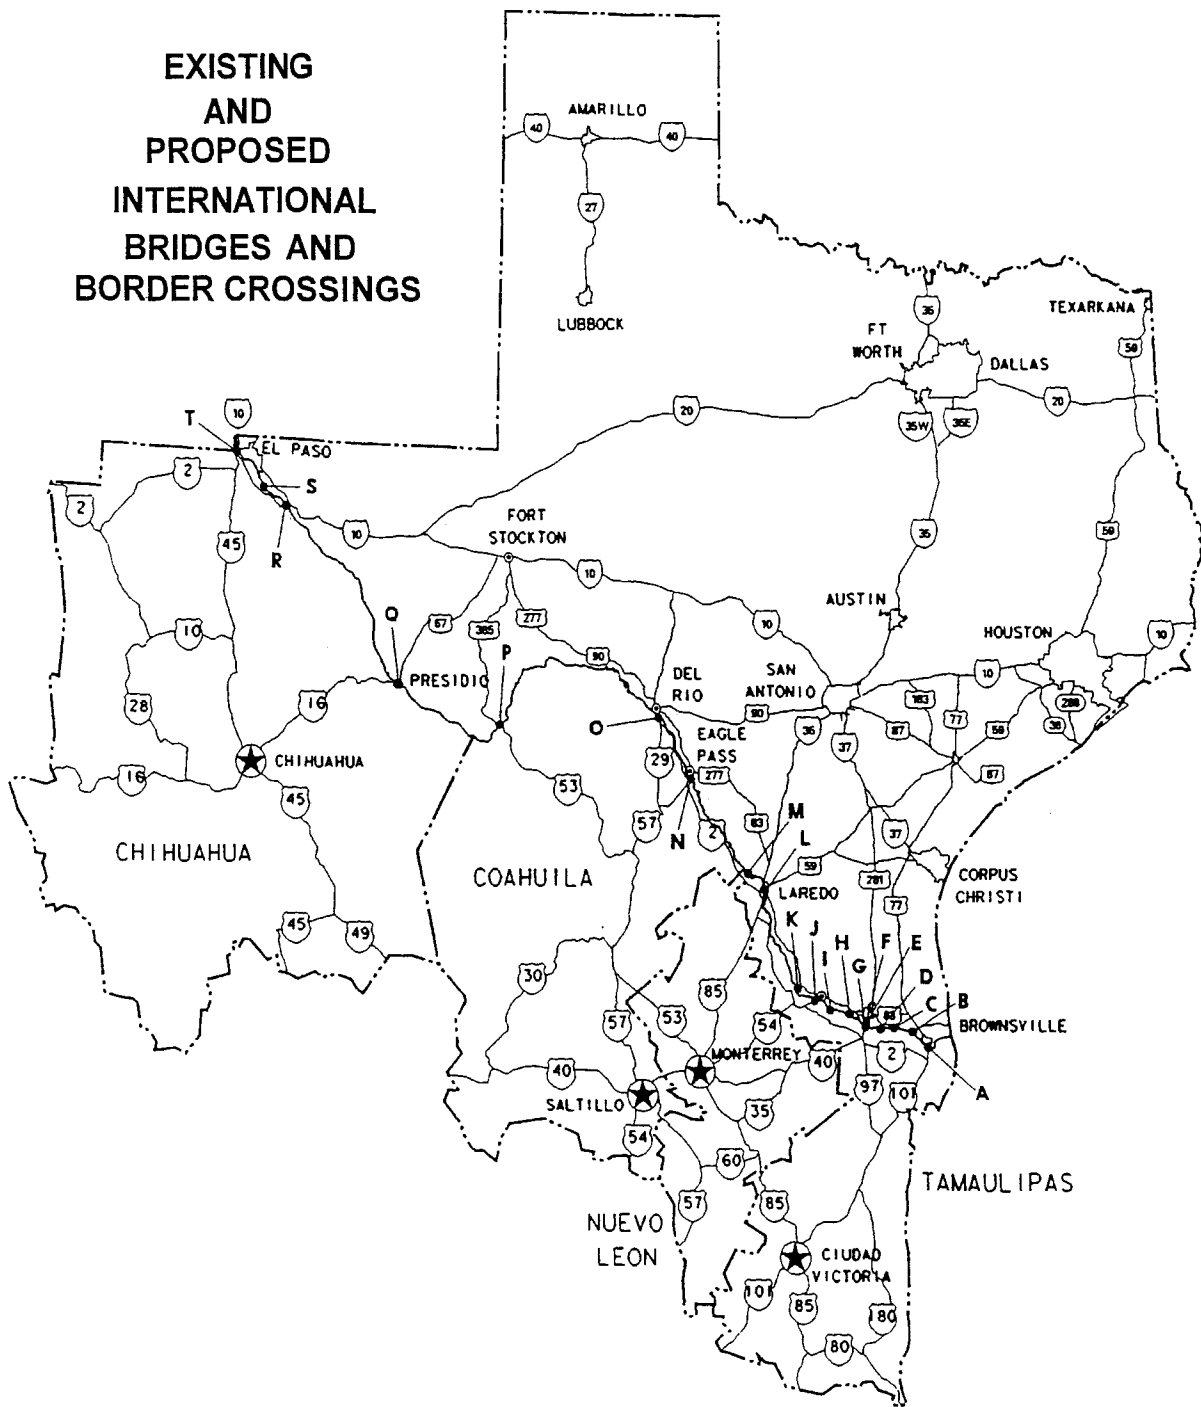 EXISTING
AND
PROPOSED
INTERNATIONAL
BRIDGES AND
BORDER CROSSINGS
AMARILLO
40
40
27
LUBBOCK
TEXARKANA
35
FT
WORTH
DALLAS
59
20
20
35W
35E
T
10
EL PASO
2
S
2
45
R
10
FORT
STOCKTON
35
59
10
277
AUSTIN
HOUSTON
10
Q
67
385
P
90
10
PRESIDIO
DEL
RIO
SAN
ANTONIO
10
28
16
O
90
183
77
288
EAGLE
PASS
35
37
87
59
36
CHIHUAHUA
29
277
87
16
53
N
2
M
45
57
83
L
37
CHIHUAHUA
COAHUILA
59
281
CORPUS
CHRISTI
LAREDO
77
K
J
H
F
E
45
49
I
G
D
C
B
30
85
83
BROWNSVILLE
57
53
54
MONTERREY
40
2
40
97
101
A
SALTILLO
35
54
60
TAMAULIPAS
57
85
NUEVO
LEON
CIUDAD
VICTORIA
101
85
180
80